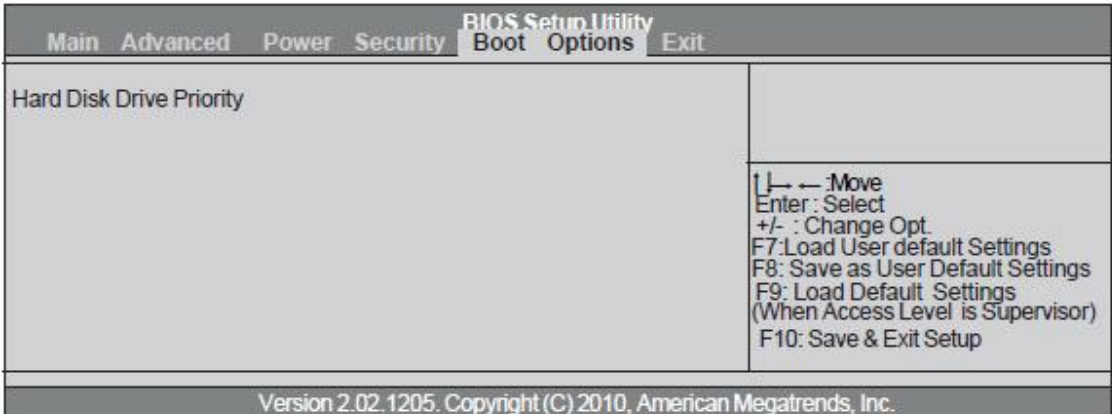 BIOS Setup Utility
Main Advanced Power Security Boot Options Exit
Hard Disk Drive Priority
↑↓→ ← :Move
Enter : Select
+/- : Change Opt.
F7:Load User default Settings
F8: Save as User Default Settings
F9: Load Default Settings
(When Access Level is Supervisor)
F10: Save & Exit Setup
Version 2.02.1205. Copyright (C) 2010, American Megatrends, Inc.